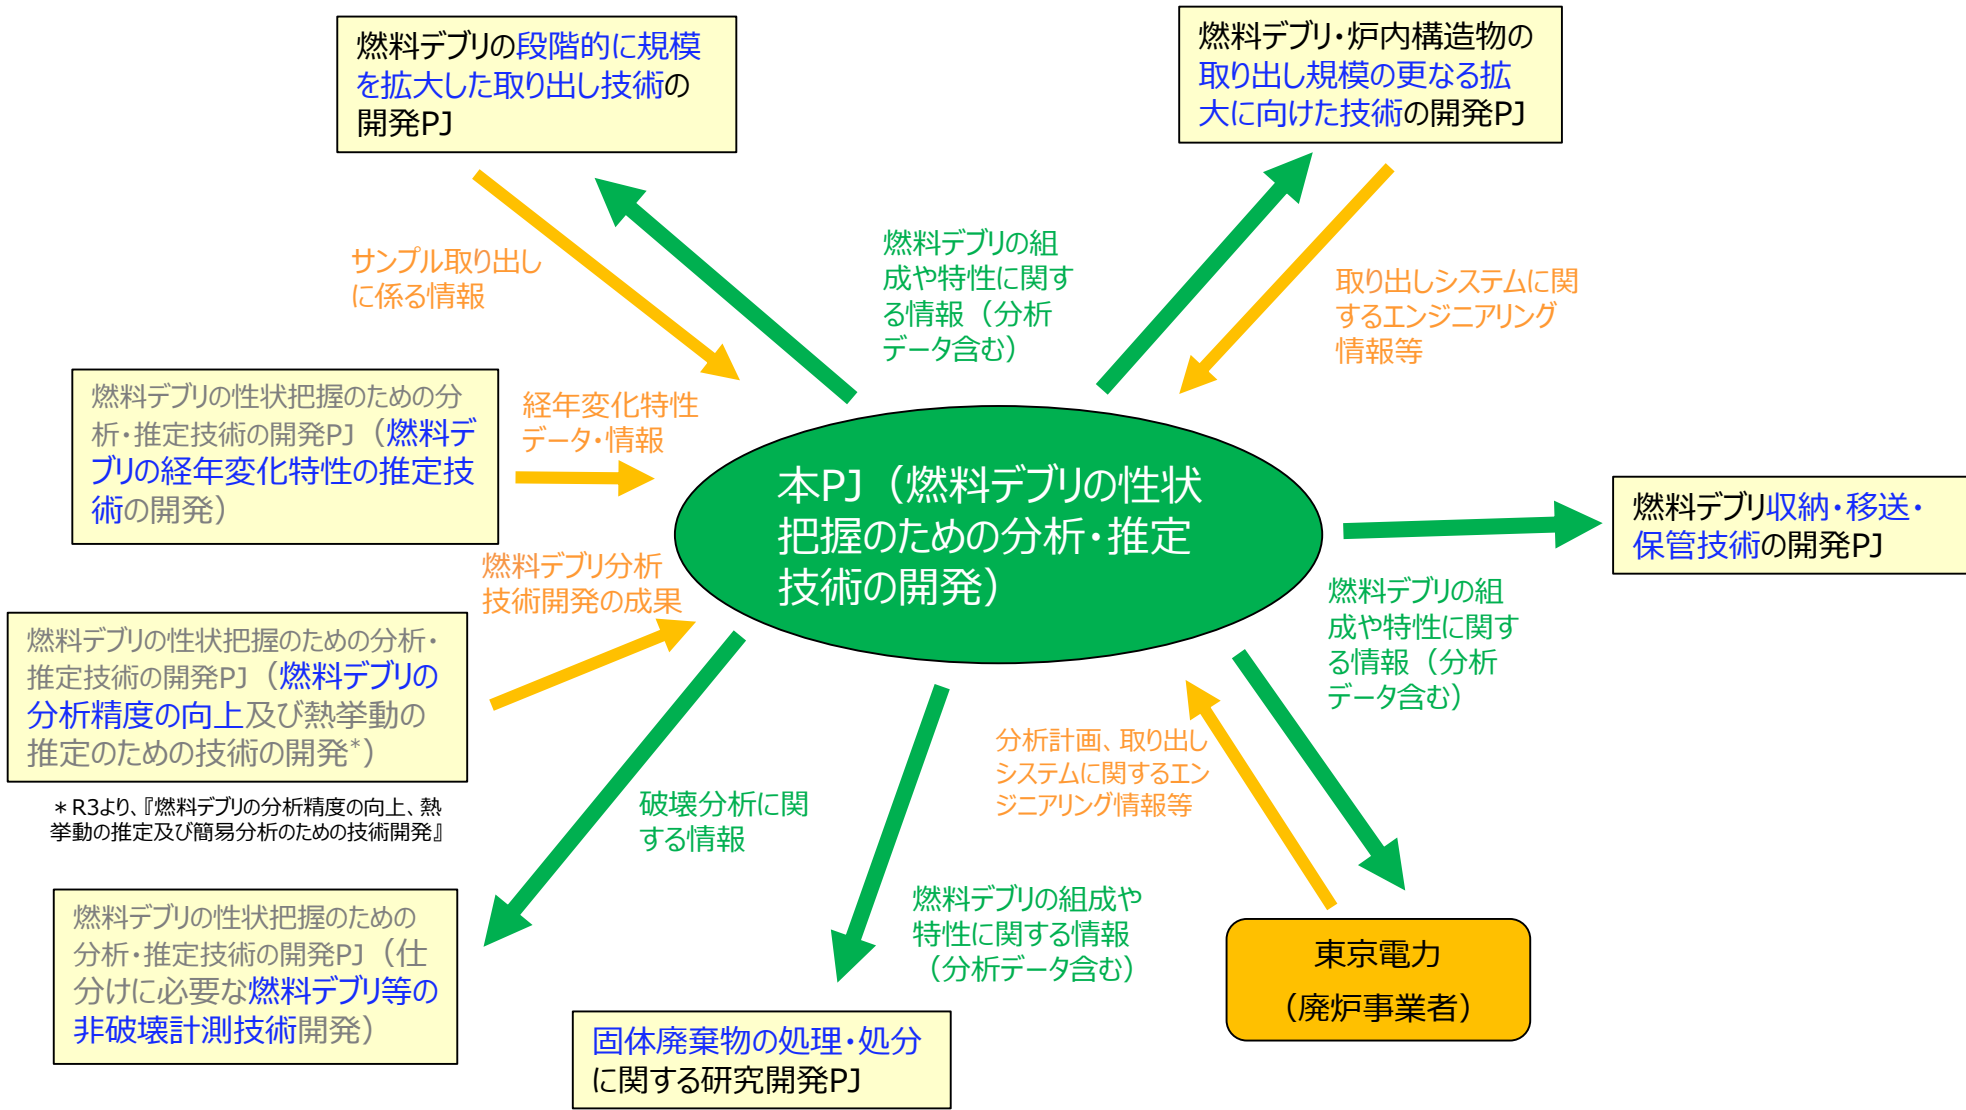 燃料デブリの段階的に規模
を拡大した取り出し技術の
開発PJ
燃料デブリ・炉内構造物の
取り出し規模の更なる拡
大に向けた技術の開発PJ
サンプル取り出し
に係る情報
燃料デブリの組
成や特性に関す
る情報（分析
データ含む）
取り出しシステムに関
するエンジニアリング
情報等
燃料デブリの性状把握のための分
析・推定技術の開発PJ（燃料デ
ブリの経年変化特性の推定技
術の開発）
経年変化特性
データ・情報
本PJ（燃料デブリの性状
把握のための分析・推定
技術の開発）
燃料デブリ収納・移送・
保管技術の開発PJ
燃料デブリ分析
技術開発の成果
燃料デブリの組
成や特性に関す
る情報（分析
データ含む）
燃料デブリの性状把握のための分析・
推定技術の開発PJ（燃料デブリの
分析精度の向上及び熱挙動の
推定のための技術の開発*）
＊R3より、『燃料デブリの分析精度の向上、熱
挙動の推定及び簡易分析のための技術開発』
分析計画、取り出し
システムに関するエン
ジニアリング情報等
破壊分析に関
する情報
燃料デブリの性状把握のための
分析・推定技術の開発PJ（仕
分けに必要な燃料デブリ等の
非破壊計測技術開発）
燃料デブリの組成や
特性に関する情報
（分析データ含む）
東京電力
（廃炉事業者）
固体廃棄物の処理・処分
に関する研究開発PJ